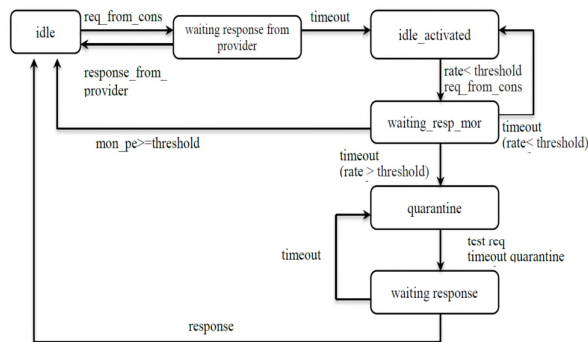 idle
req_from_cons
waiting response from
provider
timeout
idle_activated
response_from_
provider
rate< threshold
req_from_cons
waiting_resp_mor
mon_pe>=threshold
timeout
(rate< threshold)
timeout
(rate > threshold)
quarantine
test req
timeout quarantine
timeout
waiting response
response